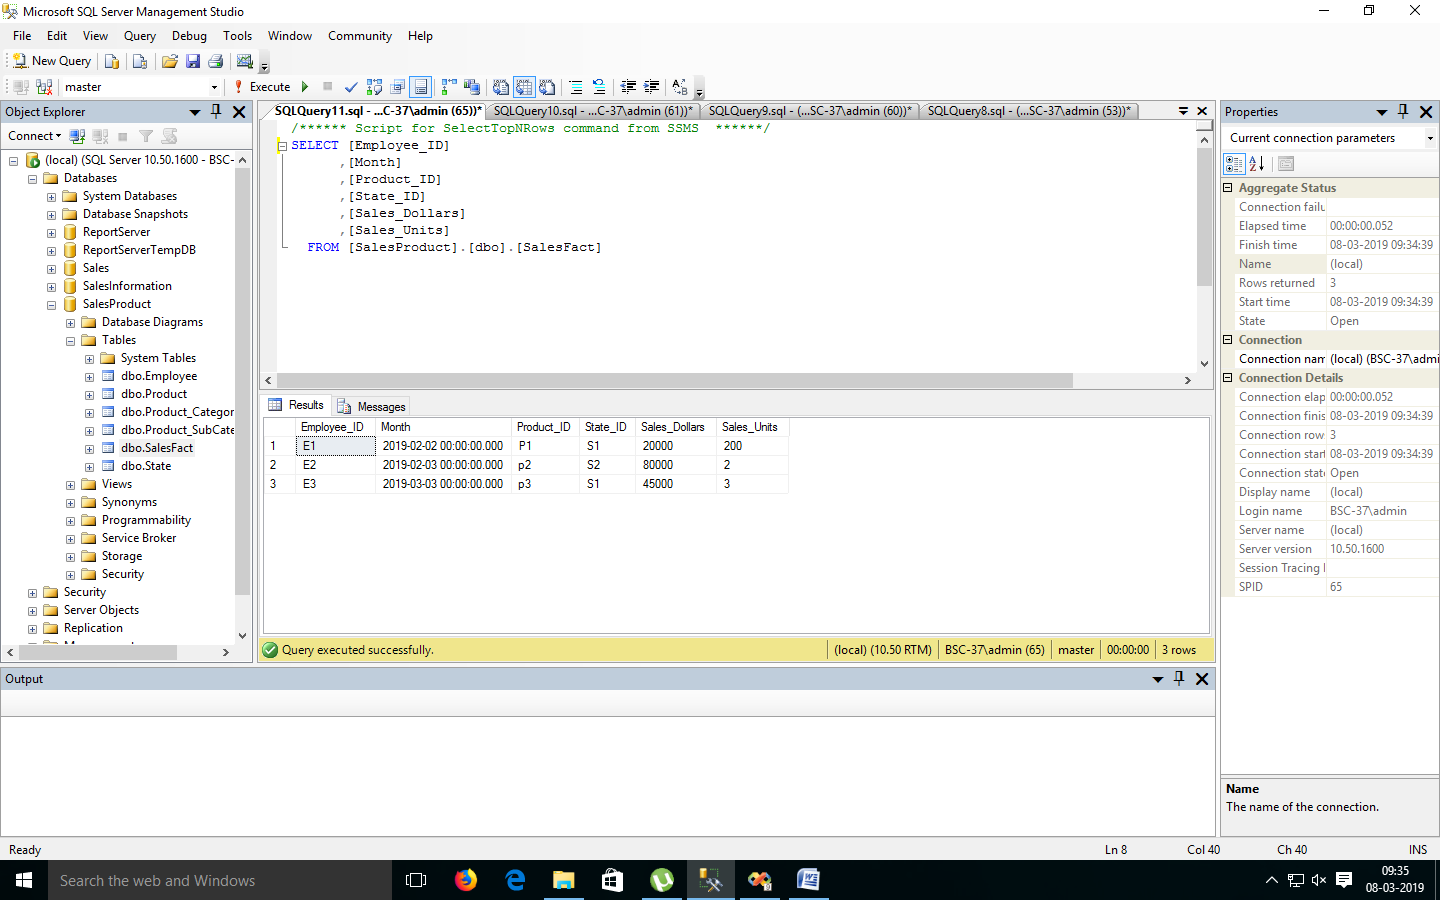 Microsoft SQL Server Management Studio
File Edit View Query Debug Tools Window Community Help
New Query
master
Execute
Object Explorer
Connect
(local) (SQL Server 10.50.1600 - BSC-
Databases
System Databases
Database Snapshots
ReportServer
ReportServerTempDB
Sales
SalesInformation
SalesProduct
Database Diagrams
Tables
System Tables
dbo.Employee
dbo.Product
dbo.Product_Categor
dbo.Product_SubCate
dbo.SalesFact
dbo.State
Views
Synonyms
Programmability
Service Broker
Storage
Security
Security
Server Objects
Replication
SQLQuery11.sql - ...C-37\admin (65))* SQLQuery10.sql - ...C-37\admin (61))* SQLQuery9.sql - (...SC-37\admin (60))* SQLQuery8.sql - (...SC-37\admin (53))*
/****** Script for SelectTopNRows command from SSMS  ******/
SELECT [Employee_ID]
,[Month]
,[Product_ID]
,[State_ID]
,[Sales_Dollars]
,[Sales_Units]
FROM [SalesProduct].[dbo].[SalesFact]
Results Messages
Employee_ID Month Product_ID State_ID Sales_Dollars Sales_Units
1 E1 2019-02-02 00:00:00.000 P1 S1 20000 200
2 E2 2019-02-03 00:00:00.000 p2 S2 80000 2
3 E3 2019-03-03 00:00:00.000 p3 S1 45000 3
Query executed successfully.
(local) (10.50 RTM) BSC-37\admin (65) master 00:00:00 3 rows
Properties
Current connection parameters
Aggregate Status
Connection failu
Elapsed time 00:00:00.052
Finish time 08-03-2019 09:34:39
Name (local)
Rows returned 3
Start time 08-03-2019 09:34:39
State Open
Connection
Connection nam (local) (BSC-37\admi
Connection Details
Connection elap 00:00:00.052
Connection finis 08-03-2019 09:34:39
Connection row 3
Connection start 08-03-2019 09:34:39
Connection stat Open
Display name (local)
Login name BSC-37\admin
Server name (local)
Server version 10.50.1600
Session Tracing I
SPID 65
Name
The name of the connection.
Output
Ready
Ln 8 Col 40 Ch 40 INS
Search the web and Windows
09:35
08-03-2019